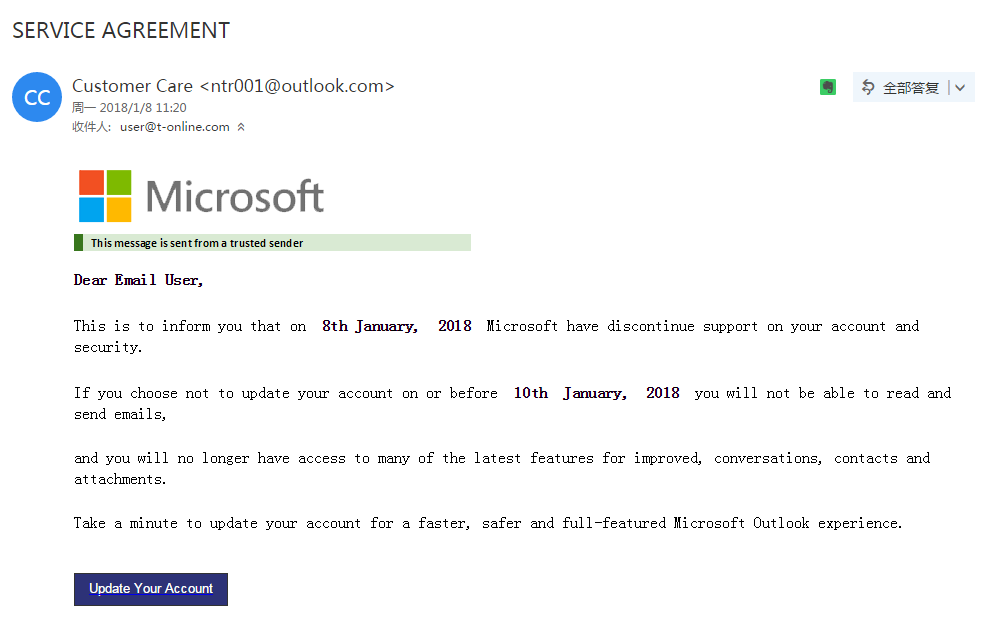 SERVICE AGREEMENT
CC
Customer Care <ntr001@outlook.com>
周一 2018/1/8 11:20
收件人: user@t-online.com
全部答复
Microsoft
This message is sent from a trusted sender
Dear Email User,
This is to inform you that on 8th January, 2018 Microsoft have discontinue support on your account and
security.
If you choose not to update your account on or before 10th January, 2018 you will not be able to read and
send emails,
and you will no longer have access to many of the latest features for improved, conversations, contacts and
attachments.
Take a minute to update your account for a faster, safer and full-featured Microsoft Outlook experience.
Update Your Account